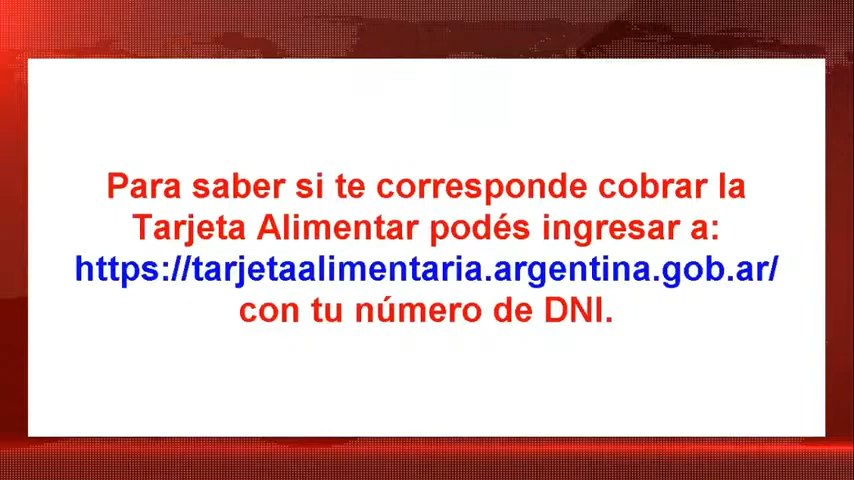 Para saber si te corresponde cobrar la
Tarjeta Alimentar podés ingresar a:
https://tarjetaalimentaria.argentina.gob.ar/
con tu número de DNI.